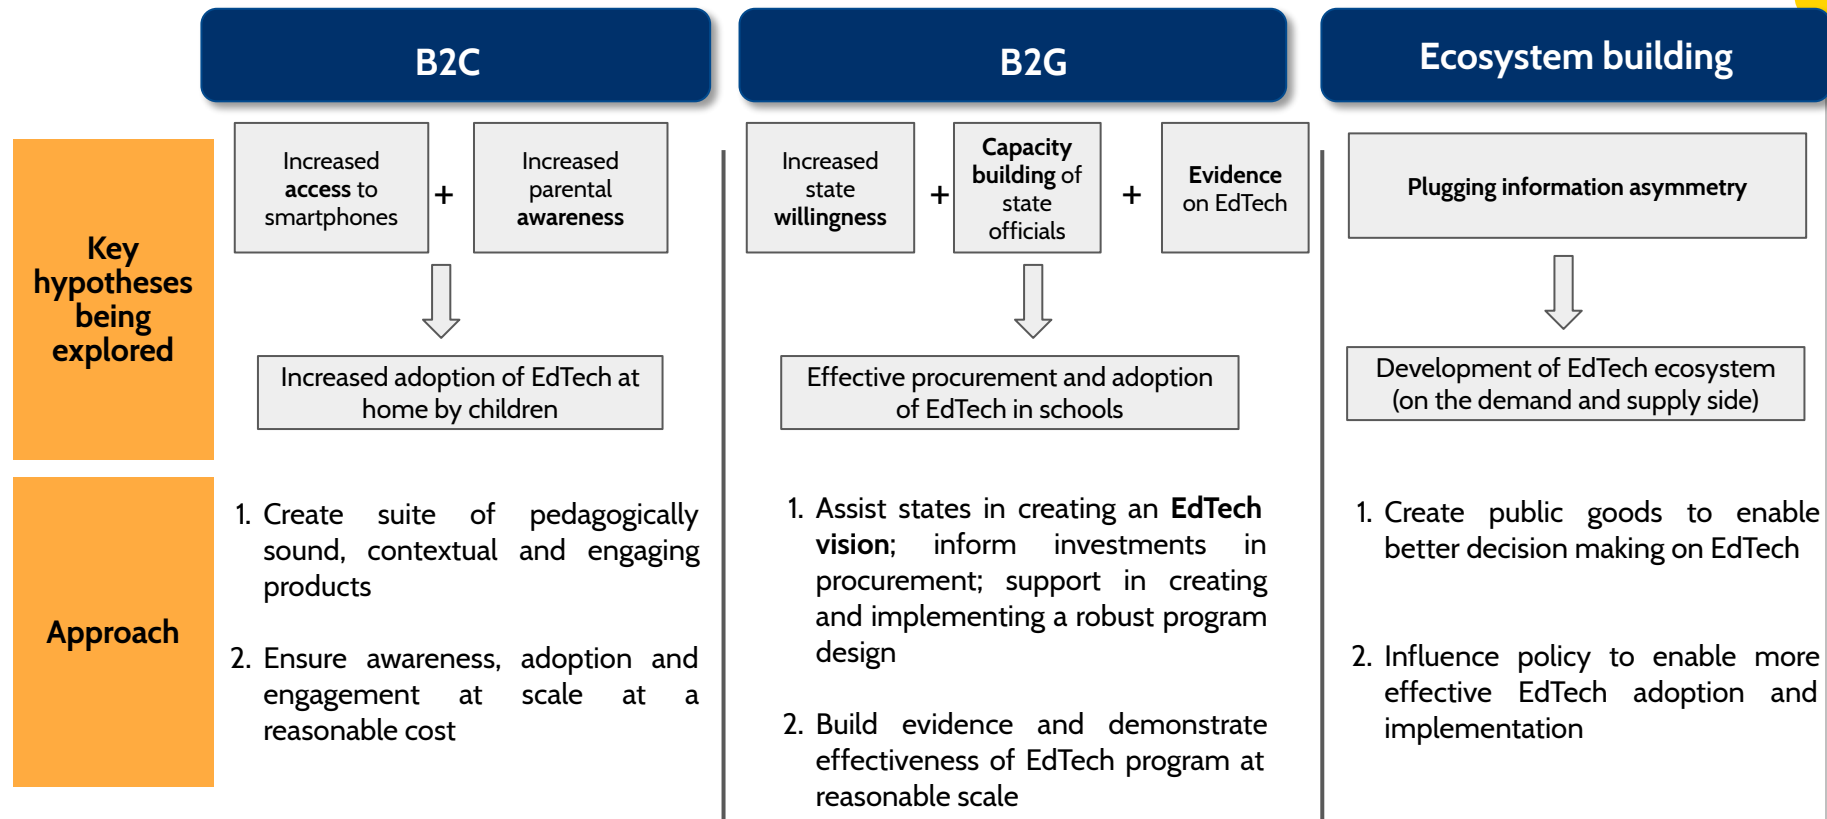 B2C
B2G
Ecosystem building
Key
hypotheses
being
explored
Increased
access to
smartphones
+
Increased
parental
awareness
Increased adoption of EdTech at
home by children
Increased
state
willingness
+
Capacity
building of
state
officials
+
Evidence
on EdTech
Effective procurement and adoption
of EdTech in schools
Plugging information asymmetry
Development of EdTech ecosystem
(on the demand and supply side)
Approach
1. Create suite of pedagogically
sound, contextual and engaging
products
2. Ensure awareness, adoption and
engagement at scale at a
reasonable cost
1. Assist states in creating an EdTech
vision; inform investments in
procurement; support in creating
and implementing a robust program
design
2. Build evidence and demonstrate
effectiveness of EdTech program at
reasonable scale
1. Create public goods to enable
better decision making on EdTech
2. Influence policy to enable more
effective EdTech adoption and
implementation